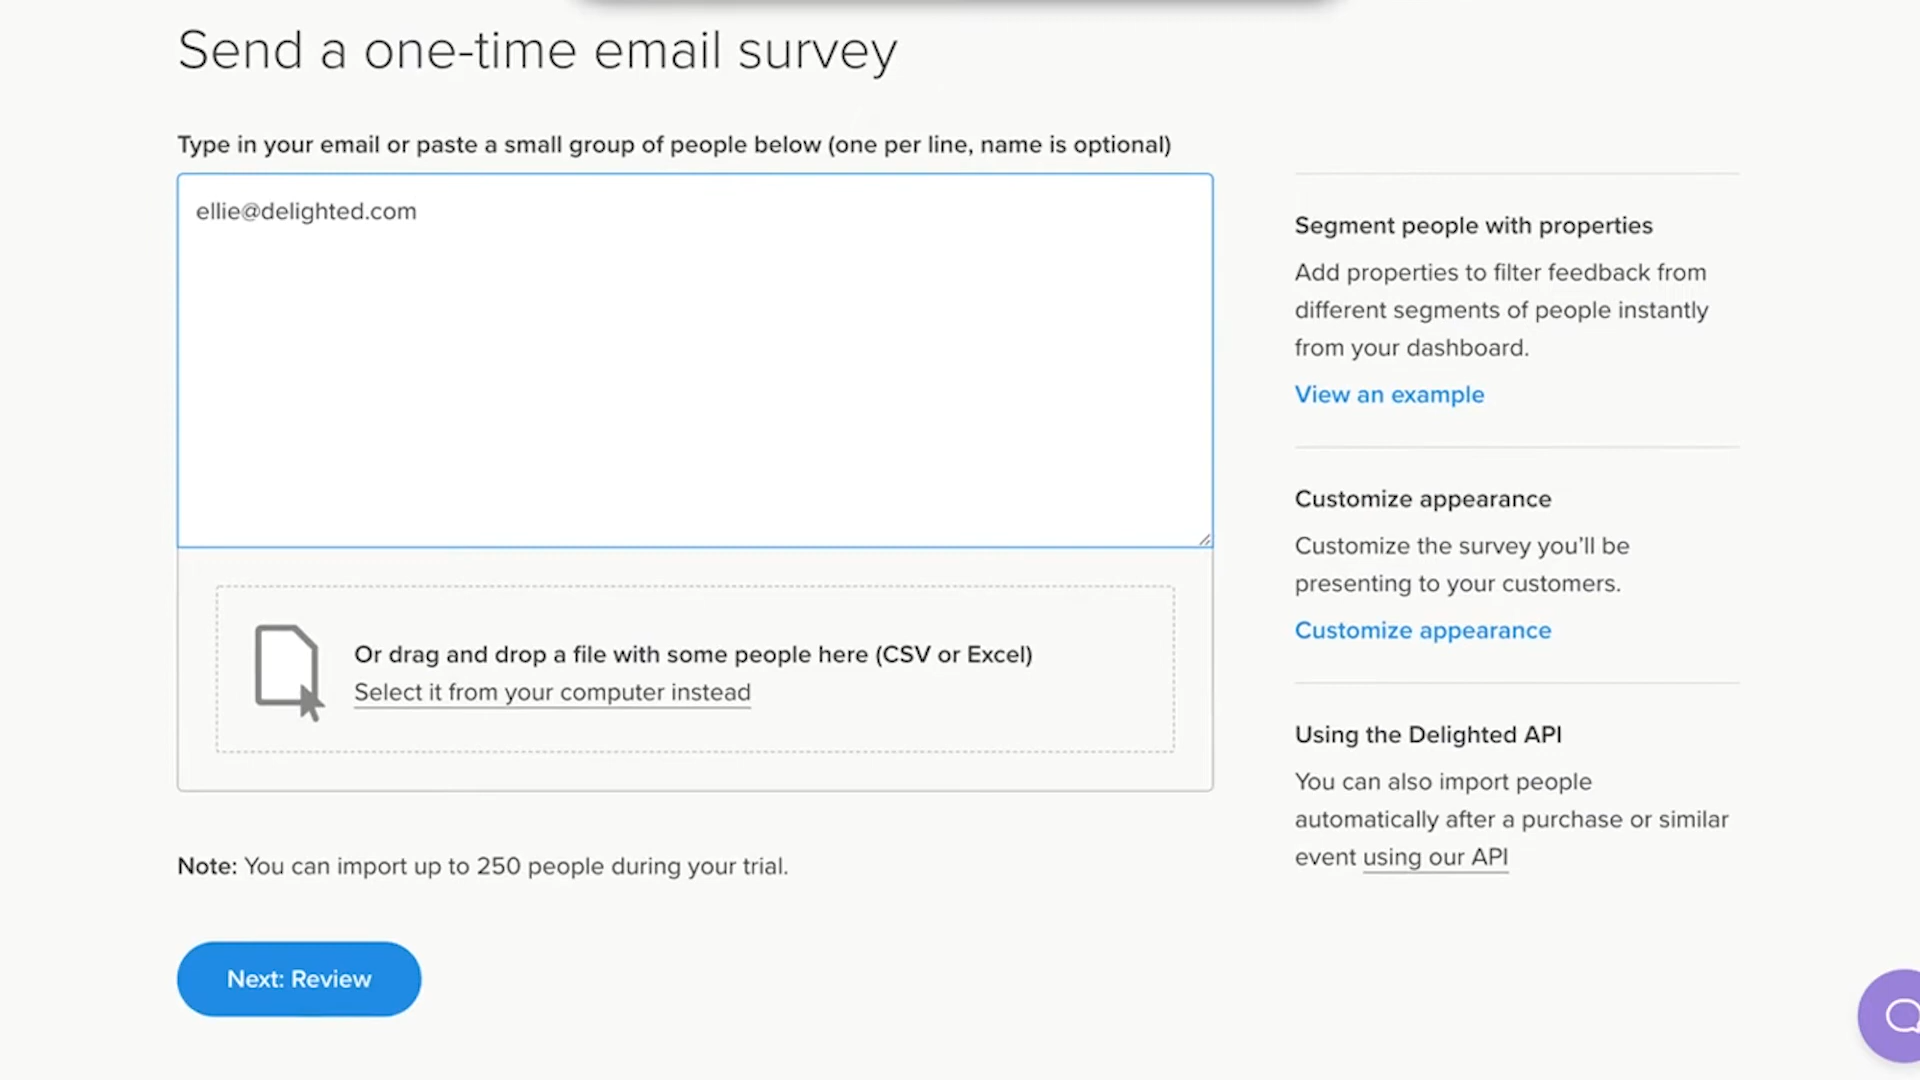 Send a one-time email survey
Type in your email or paste a small group of people below (one per line, name is optional)
ellie@delighted.com
Or drag and drop a file with some people here (CSV or Excel)
Select it from your computer instead
Note: You can import up to 250 people during your trial.
Next: Review
Segment people with properties
Add properties to filter feedback from
different segments of people instantly
from your dashboard.
View an example
Customize appearance
Customize the survey you’ll be
presenting to your customers.
Customize appearance
Using the Delighted API
You can also import people
automatically after a purchase or similar
event using our API